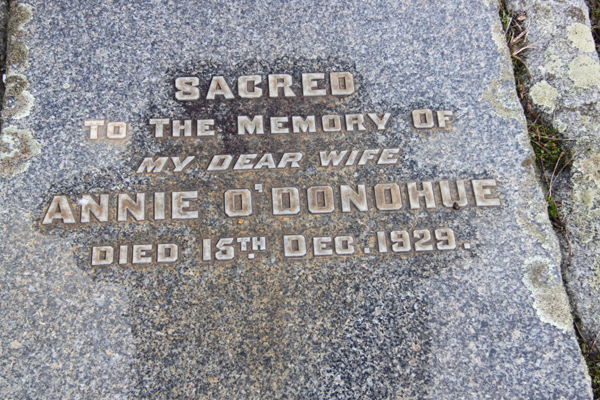 SACRED
TO THE MEMORY OF
MY DEAR WIFE
ANNIE O'DONOHUE
DIED 15TH DEC. 1929.